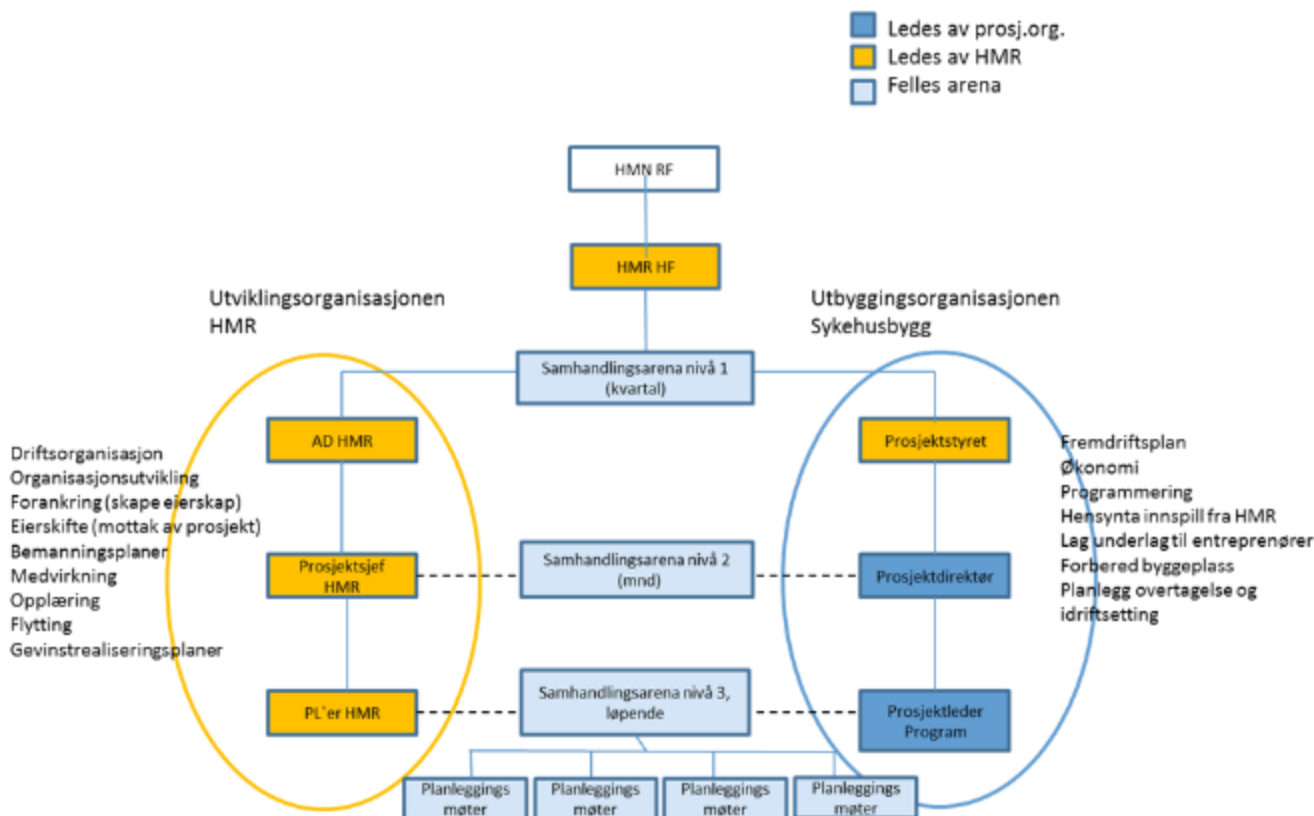 Ledes av prosj.org.
Ledes av HMR
Felles arena
HMN RF
HMR HF
Utviklingsorganisasjonen
HMR
Utbyggingsorganisasjonen
Sykehusbygg
Samhandlingsarena nivå 1
(kvartal)
AD HMR
Prosjektstyret
Driftsorganisasjon
Organisasjonsutvikling
Forankring (skape eierskap)
Eierskifte (mottak av prosjekt)
Bemanningsplaner
Medvirkning
Opplæring
Flytting
Gevinstrealiseringsplaner
Fremdriftsplan
Økonomi
Programmering
Hensynta innspill fra HMR
Lag underlag til entreprenører
Forbered byggeplass
Planlegg overtagelse og
idriftsetting
Prosjektsjef
HMR
Samhandlingsarena nivå 2
(mnd)
Prosjektdirektør
PL`er HMR
Samhandlingsarena nivå 3,
løpende
Prosjektleder
Program
Planleggings
møter
Planleggings
møter
Planleggings
møter
Planleggings
møter